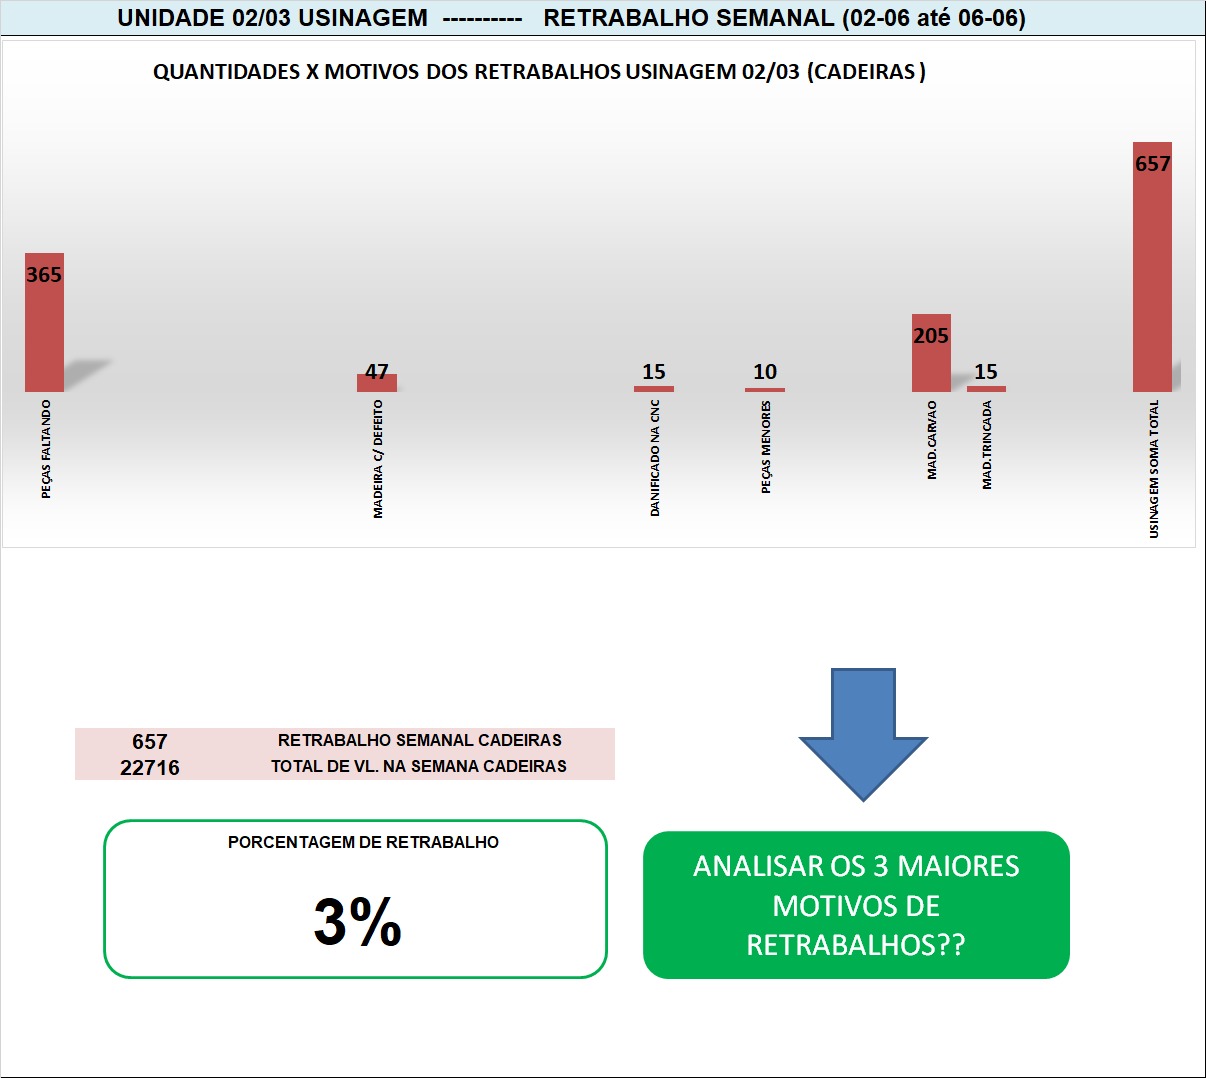 UNIDADE 02/03 USINAGEM ---------- RETRABALHO SEMANAL (02-06 até 06-06)
QUANTIDADES X MOTIVOS DOS RETRABALHOS USINAGEM 02/03 (CADEIRAS)
365
47
15
10
205
15
657
PEÇAS FALTANDO
MADEIRA C/ DEFEITO
DANIFICADO NA CNC
PEÇAS MENORES
MAD.CARVAO
MAD.TRINCADA
USINAGEM SOMA TOTAL
657 RETRABALHO SEMANAL CADEIRAS
22716 TOTAL DE VL. NA SEMANA CADEIRAS
PORCENTAGEM DE RETRABALHO
3%
ANALISAR OS 3 MAIORES
MOTIVOS DE
RETRABALHOS??